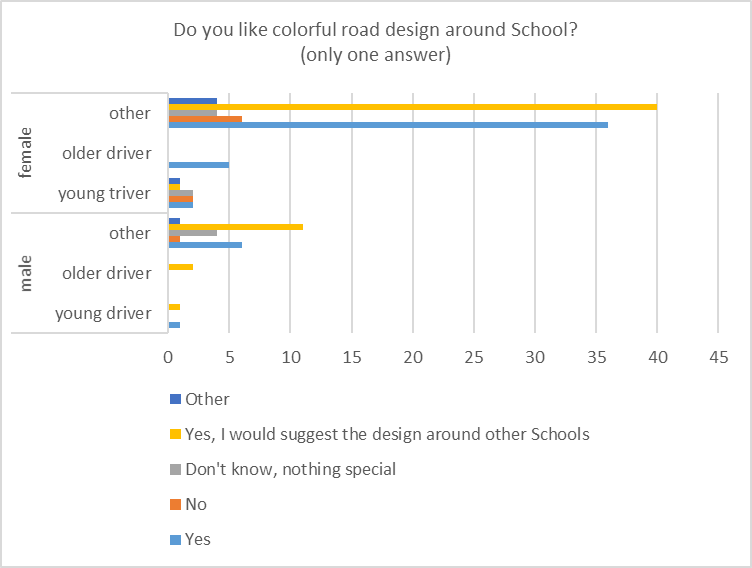 Do you like colorful road design around School?
(only one answer)
female
other
older driver
young triver
male
other
older driver
young driver
0 5 10 15 20 25 30 35 40 45
Other
Yes, I would suggest the design around other Schools
Don't know, nothing special
No
Yes